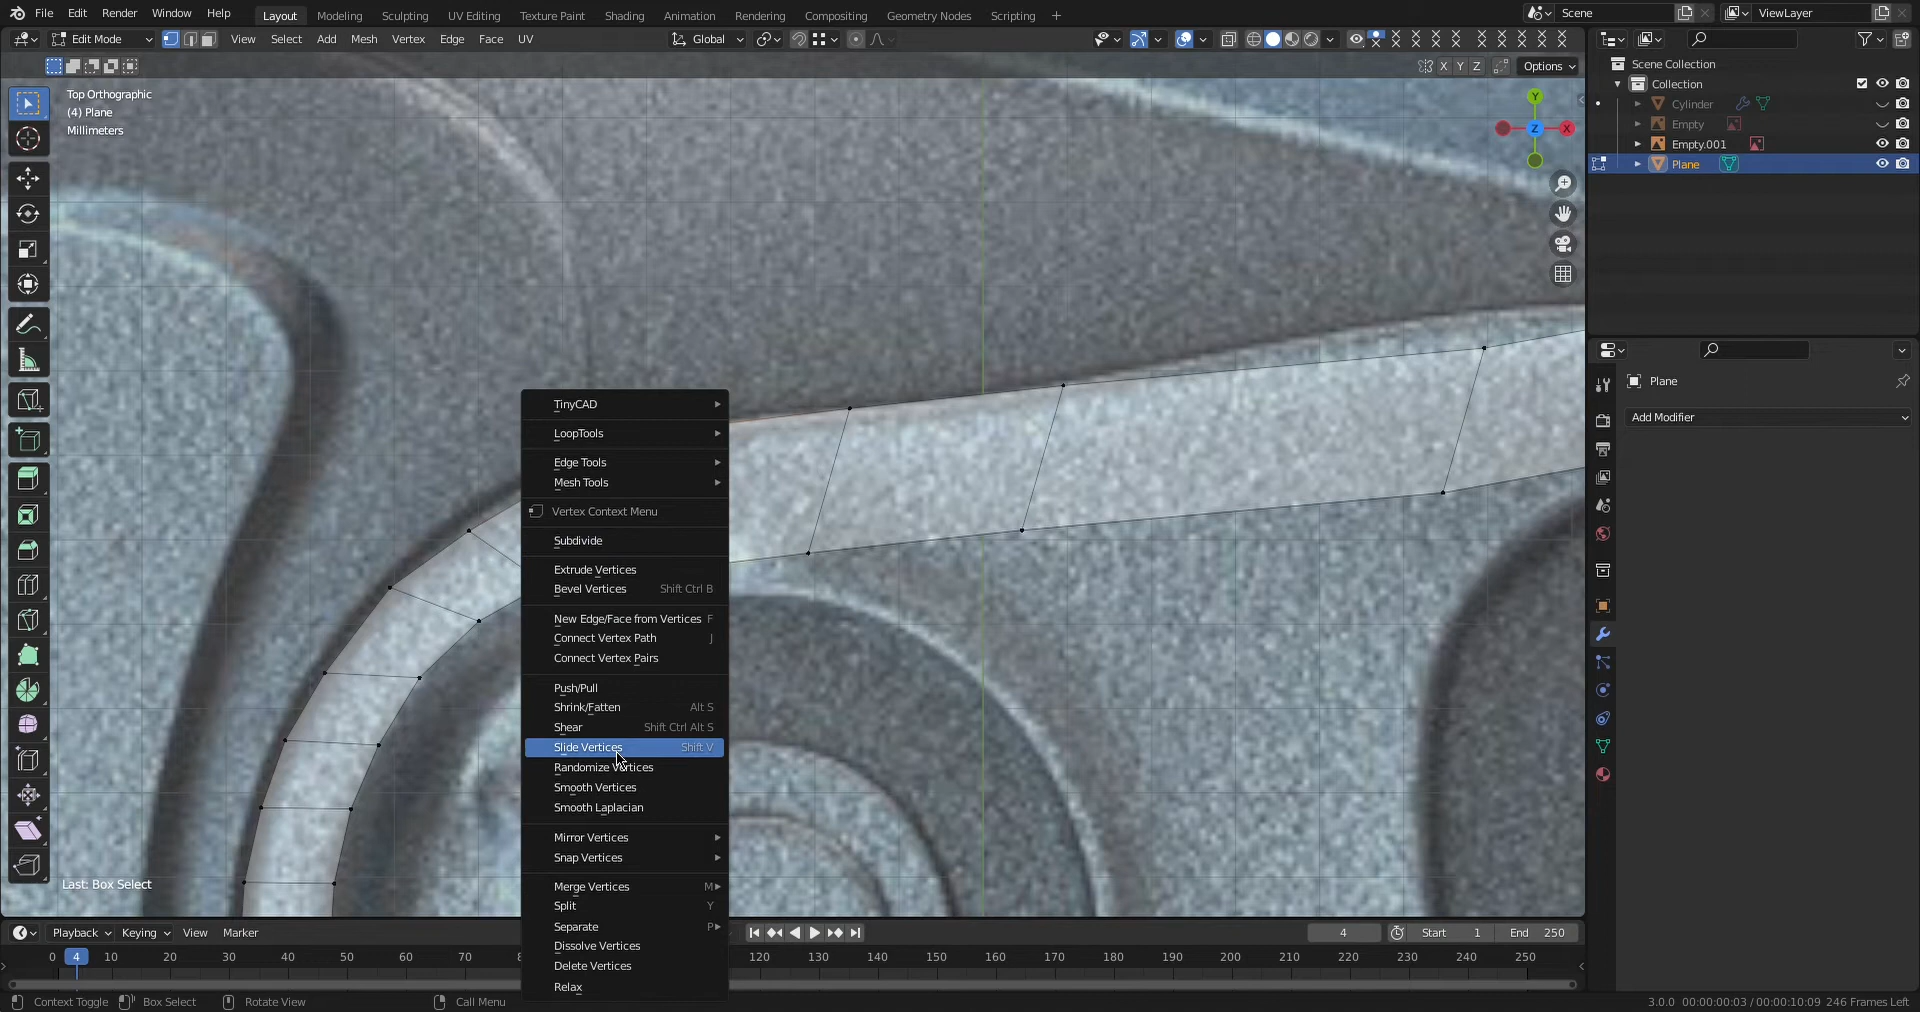 File Edit Render Window Help Layout Modeling Sculpting UV Editing Texture Paint Shading Animation Rendering Compositing Geometry Nodes Scripting + Scene ViewLayer
Edit Mode View Select Add Mesh Vertex Edge Face UV Global
X Y Z Options
Top Orthographic
(4) Plane
Millimeters
Y
X
Z
Scene Collection
Collection
Cylinder
Empty
Empty.001
Plane
Plane
Add Modifier
TinyCAD
LoopTools
Edge Tools
Mesh Tools
Vertex Context Menu
Subdivide
Extrude Vertices
Bevel Vertices Shift Ctrl B
New Edge/Face from Vertices F
Connect Vertex Path J
Connect Vertex Pairs
Push/Pull
Shrink/Fatten Alt S
Shear Shift Ctrl Alt S
Slide Vertices Shift V
Randomize Vertices
Smooth Vertices
Smooth Laplacian
Mirror Vertices
Snap Vertices
Merge Vertices M
Split Y
Separate P
Dissolve Vertices
Delete Vertices
Relax
Last: Box Select
Playback Keying View Marker 4 Start 1 End 250
0 4 10 20 30 40 50 60 70 120 130 140 150 160 170 180 190 200 210 220 230 240 250
Context Toggle Box Select Rotate View Call Menu 3.0.0 00:00:00:03 / 00:00:10:09 246 Frames Left